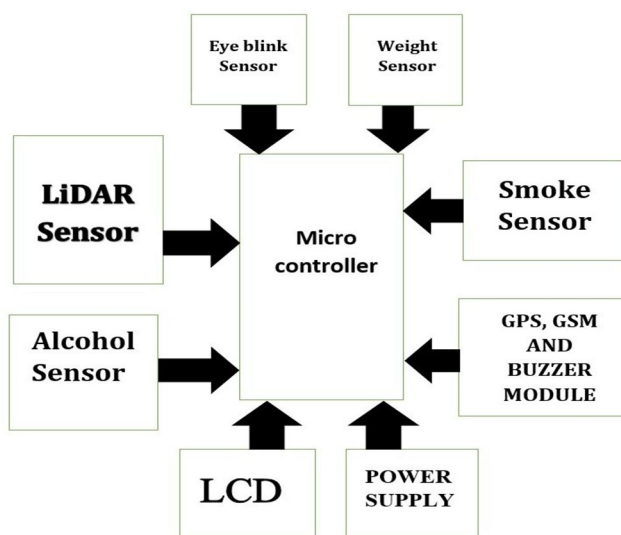 Eye blink
Sensor
Weight
Sensor
LiDAR
Sensor
Smoke
Sensor
Micro
controller
Alcohol
Sensor
GPS, GSM
AND
BUZZER
MODULE
LCD
POWER
SUPPLY